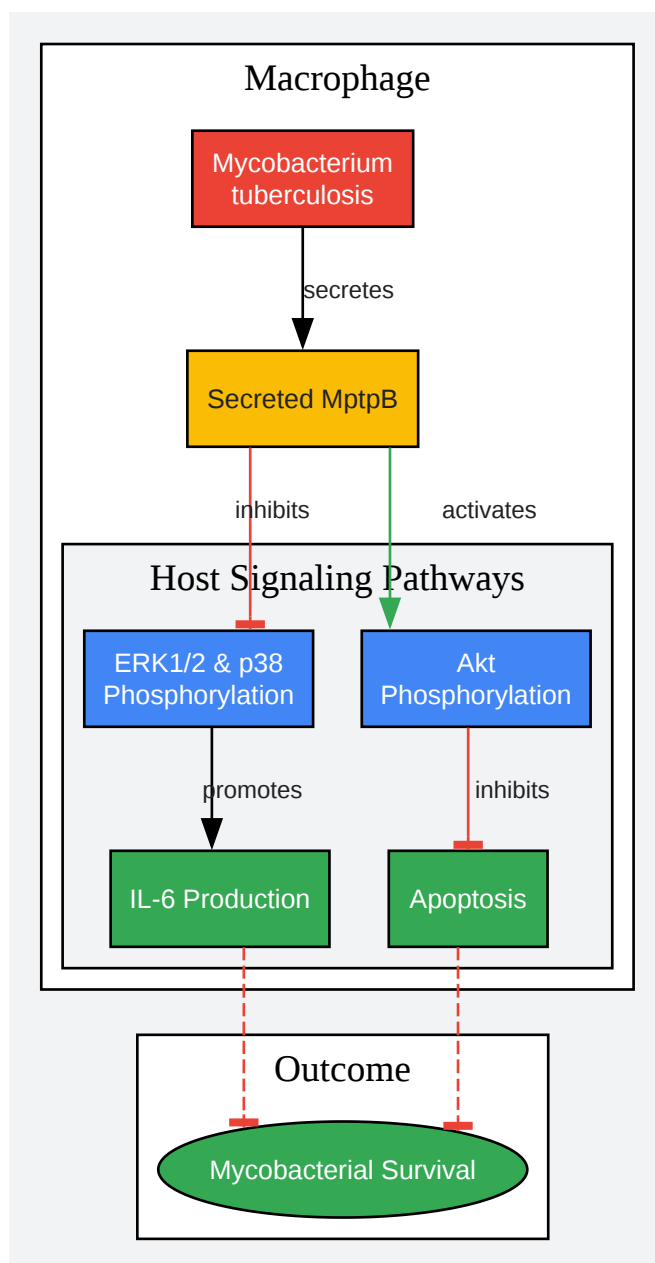 Macrophage
Mycobacterium
tuberculosis
secretes
Secreted MptpB
inhibits
activates
Host Signaling Pathways
ERK1/2 & p38
Phosphorylation
Akt
Phosphorylation
promotes
inhibits
IL-6 Production
Apoptosis
Outcome
Mycobacterial Survival